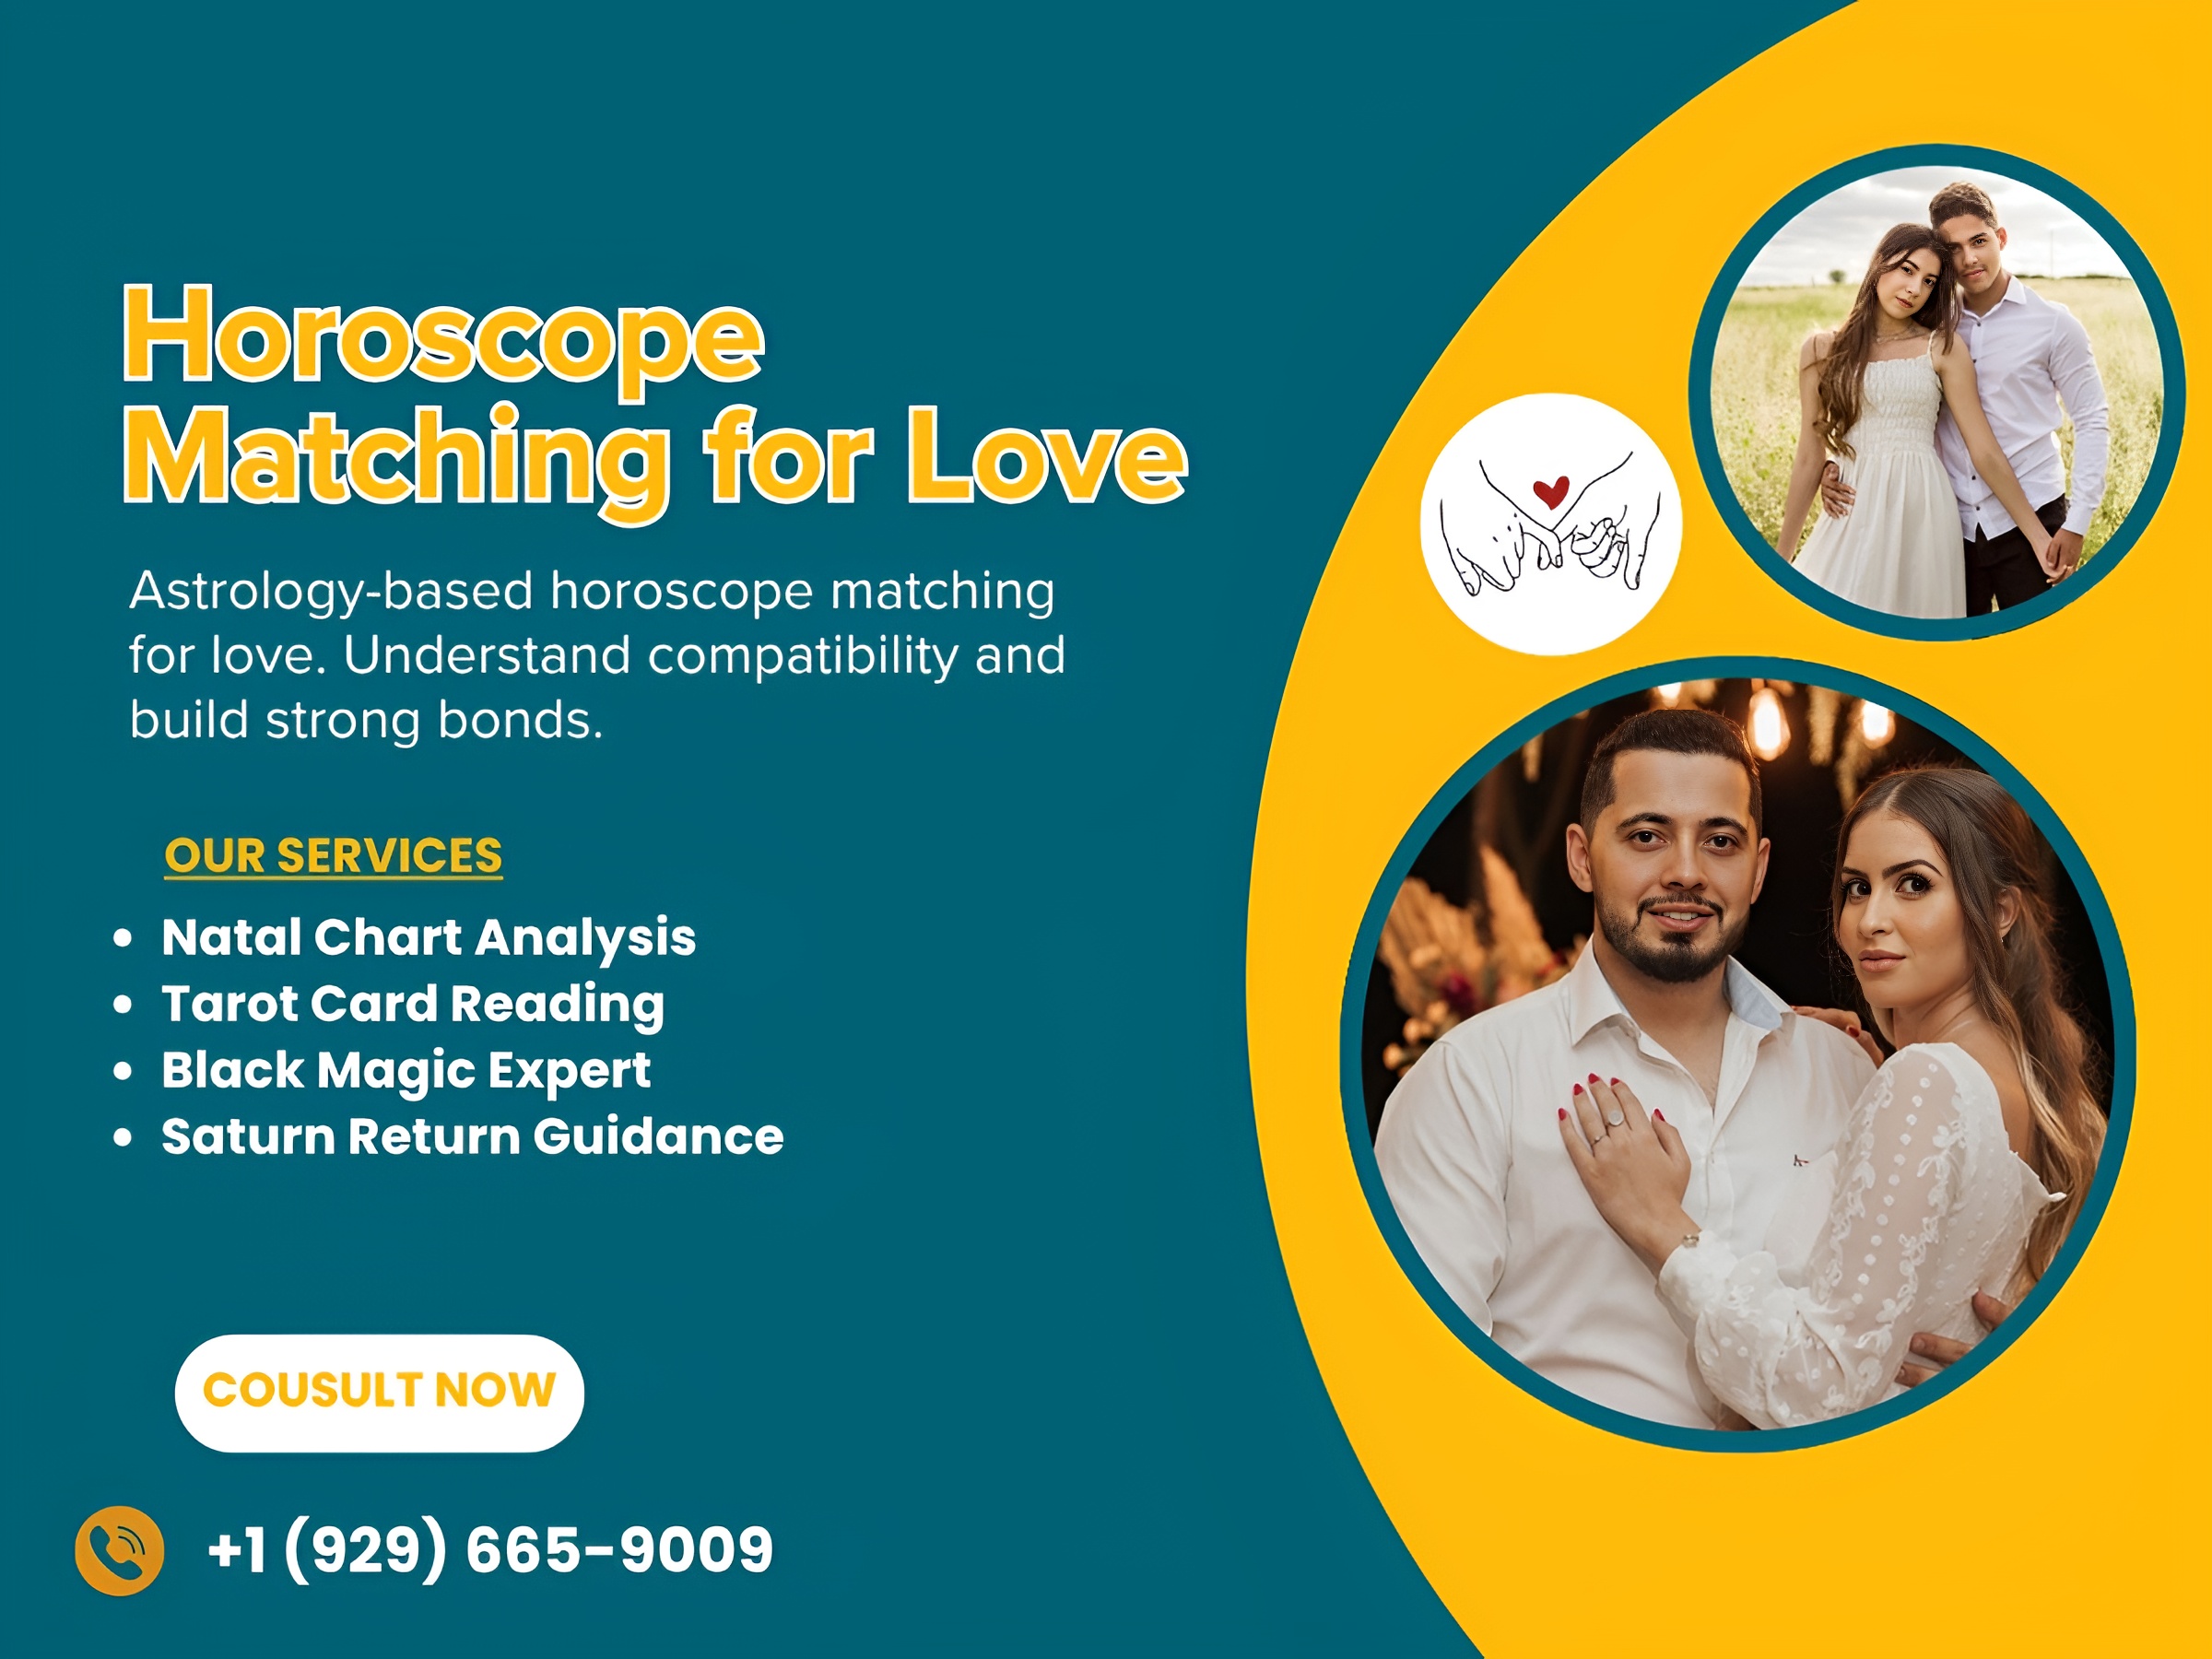 Horoscope
Matching for Love
Astrology-based horoscope matching
for love. Understand compatibility and
build strong bonds.
OUR SERVICES
• Natal Chart Analysis
• Tarot Card Reading
• Black Magic Expert
• Saturn Return Guidance
COUSULT NOW
+1 (929) 665-9009